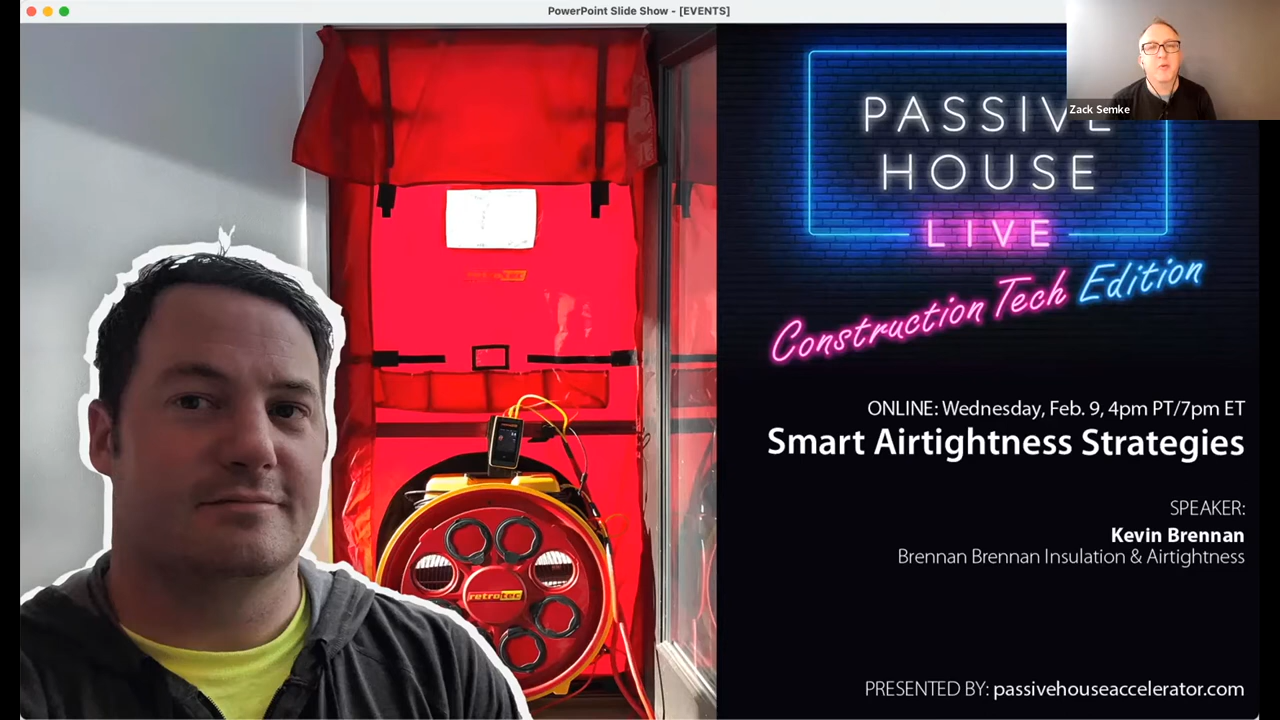 PowerPoint Slide Show - [EVENTS]
Zack Semke
PASSIVE
HOUSE
LIVE
Construction Tech Edition
ONLINE: Wednesday, Feb. 9, 4pm PT/7pm ET
Smart Airtightness Strategies
SPEAKER:
Kevin Brennan
Brennan Brennan Insulation & Airtightness
PRESENTED BY: passivehouseaccelerator.com
retrotec
retrotec